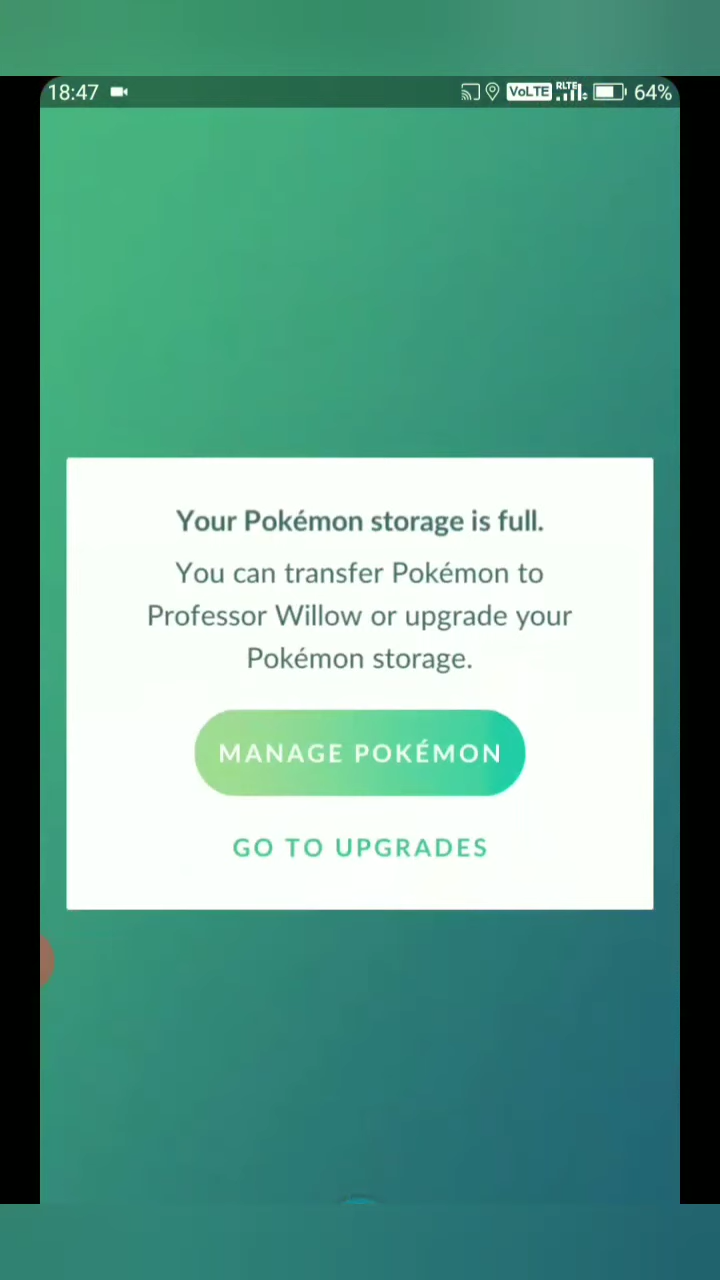 18:47 VoLTE RLTE 64%
Your Pokémon storage is full.
You can transfer Pokémon to
Professor Willow or upgrade your
Pokémon storage.
MANAGE POKÉMON
GO TO UPGRADES